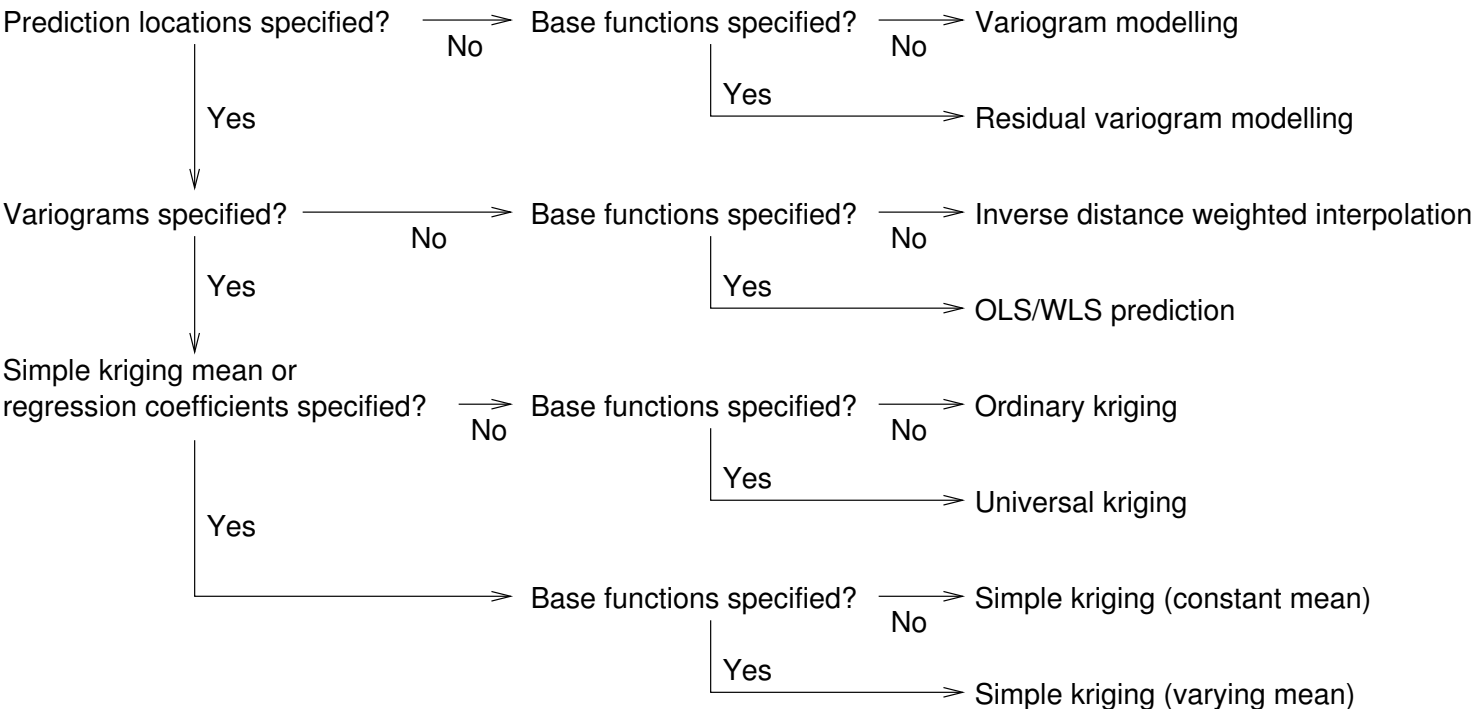 Prediction locations specified?
No
Base functions specified?
No
Variogram modelling
Yes
Residual variogram modelling
Yes
Variograms specified?
No
Base functions specified?
No
Inverse distance weighted interpolation
Yes
OLS/WLS prediction
Yes
Simple kriging mean or
regression coefficients specified?
No
Base functions specified?
No
Ordinary kriging
Yes
Universal kriging
Yes
Base functions specified?
No
Simple kriging (constant mean)
Yes
Simple kriging (varying mean)